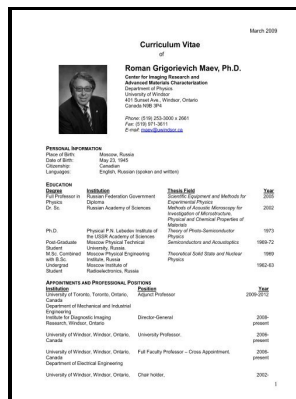 March 2009
Curriculum Vitae
of
Roman Grigorievich Maev, Ph.D.
Center for Imaging Research and
Advanced Materials Characterization
Department of Physics
University of Windsor
401 Sunset Ave., Windsor, Ontario
Canada N9B 3P4
Phone: (519) 253-3000 x 2661
Fax: (519) 971-3611
E-mail: maev@uwindsor.ca
PERSONAL INFORMATION
Place of Birth: Moscow, Russia
Date of Birth: May 23, 1945
Citizenship: Canadian
Languages: English, Russian (spoken and written)
EDUCATION
Degree Institution Thesis Field Year
Full Professor in Russian Federation Government Scientific Equipment and Methods for 2005
Physics Diploma Experimental Physics
Dr. Sc. Russian Academy of Sciences Methods of Acoustic Microscopy for 2002
Investigation of Microstructure,
Physical and Chemical Properties of
Materials
Ph.D. Physical P.N. Lebedev Institute of Theory of Photo-Semiconductor 1973
the USSR Academy of Sciences Physics
Post-Graduate Moscow Physical Technical Semiconductors and Acoustoptics 1969-72
Student University, Russia
M.Sc. Combined Moscow Physical Engineering Theoretical Solid State and Nuclear 1969
with B.Sc. Institute, Russia Physics
Undergrad Moscow Institute of 1962-63
Student Radioelectronics, Russia
APPOINTMENTS AND PROFESSIONAL POSITIONS
Institution Position Year
University of Toronto, Toronto, Ontario, Adjunct Professor 2009-2012
Canada
Department of Mechanical and Industrial
Engineering
Institute for Diagnostic Imaging Director-General 2008-
Research, Windsor, Ontario present
University of Windsor, Windsor, Ontario, University Professor. 2006-
Canada present
University of Windsor, Windsor, Ontario, Full Faculty Professor – Cross Appointment. 2006-
Canada present
Department of Electrical Engineering
University of Windsor, Windsor, Ontario, Chair holder, 2002-
1